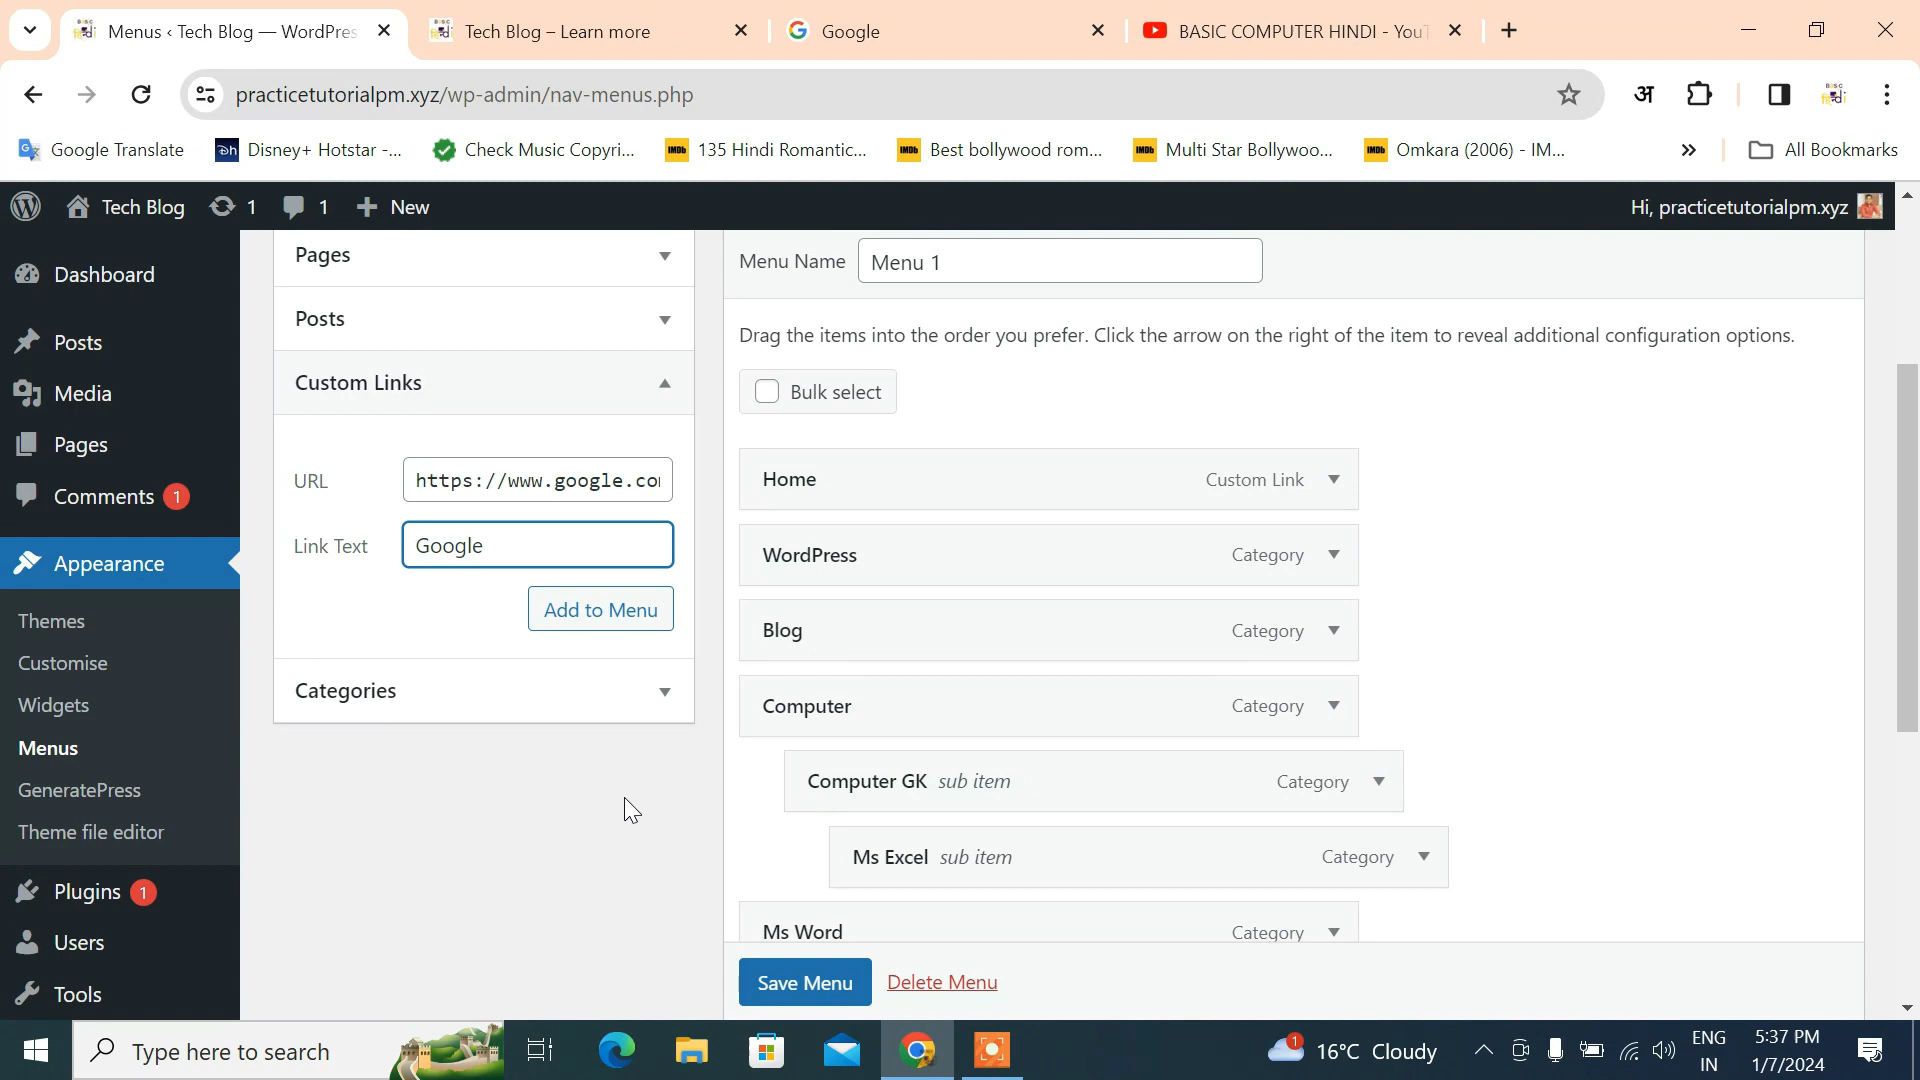 Menus ‹ Tech Blog — WordPres
Tech Blog – Learn more
Google
BASIC COMPUTER HINDI - You
practicetutorialpm.xyz/wp-admin/nav-menus.php
अ
Google Translate
Disney+ Hotstar -...
Check Music Copyri...
135 Hindi Romantic...
Best bollywood rom...
Multi Star Bollywoo...
Omkara (2006) - IM...
»
All Bookmarks
Tech Blog
1
1
New
Hi, practicetutorialpm.xyz
Dashboard
Posts
Media
Pages
Comments 1
Appearance
Themes
Customise
Widgets
Menus
GeneratePress
Theme file editor
Plugins 1
Users
Tools
Pages
Posts
Custom Links
URL
https://www.google.co
Link Text
Google
Add to Menu
Categories
Menu Name
Menu 1
Drag the items into the order you prefer. Click the arrow on the right of the item to reveal additional configuration options.
Bulk select
Home
Custom Link
WordPress
Category
Blog
Category
Computer
Category
Computer GK sub item
Category
Ms Excel sub item
Category
Ms Word
Category
Save Menu
Delete Menu
Type here to search
1
16°C Cloudy
ENG
IN
5:37 PM
1/7/2024